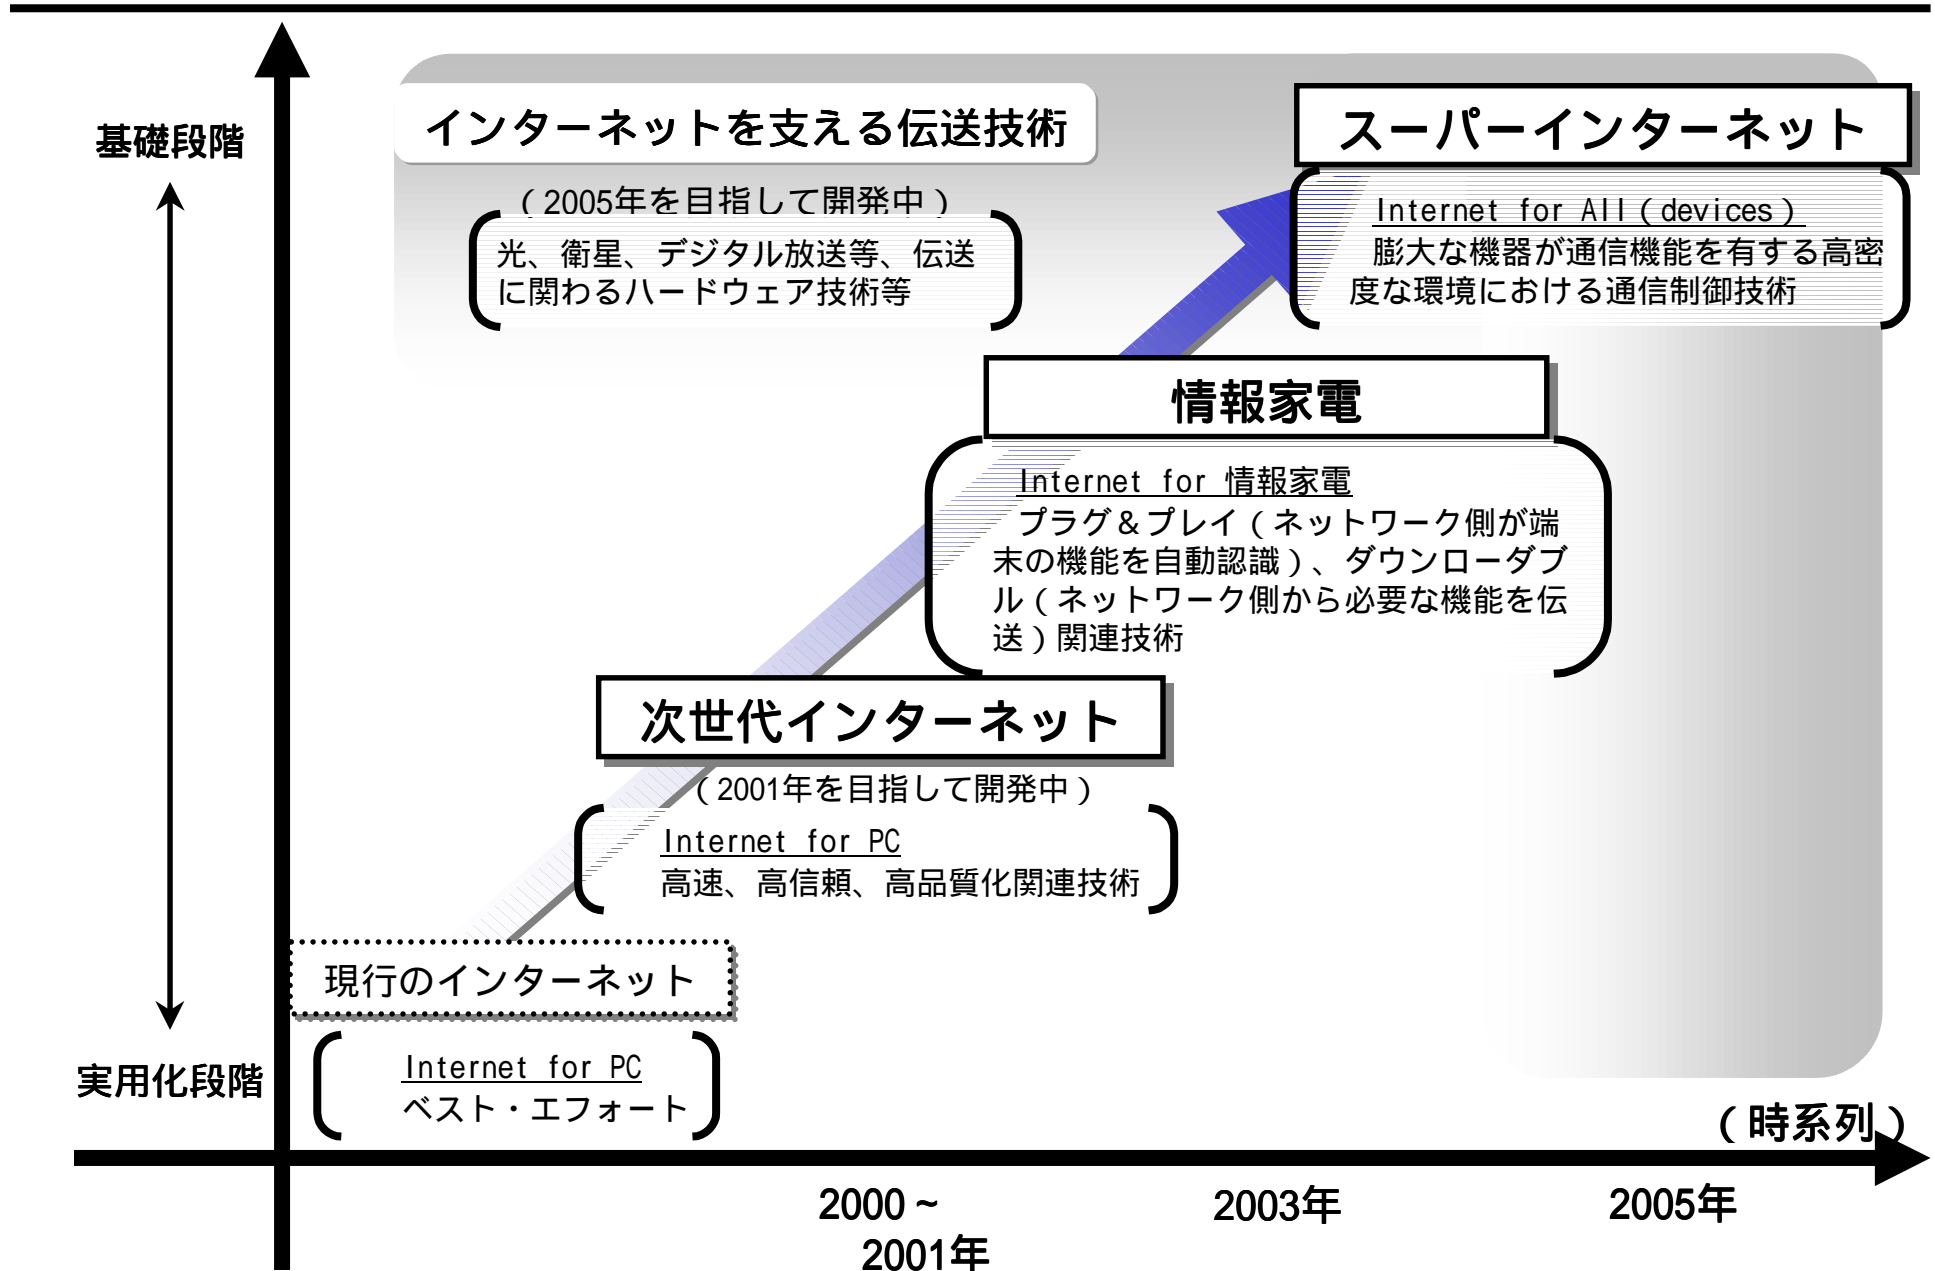 基礎段階
インターネットを支える伝送技術
（2005年を目指して開発中）
光、衛星、デジタル放送等、伝送
に関わるハードウェア技術等
スーパーインターネット
Internet for All（devices）
膨大な機器が通信機能を有する高密
度な環境における通信制御技術
情報家電
Internet for 情報家電
プラグ＆プレイ（ネットワーク側が端
末の機能を自動認識）、ダウンローダブ
ル（ネットワーク側から必要な機能を伝
送）関連技術
次世代インターネット
（2001年を目指して開発中）
Internet for PC
高速、高信頼、高品質化関連技術
現行のインターネット
Internet for PC
ベスト・エフォート
実用化段階
（時系列）
2000～
2001年
2003年
2005年